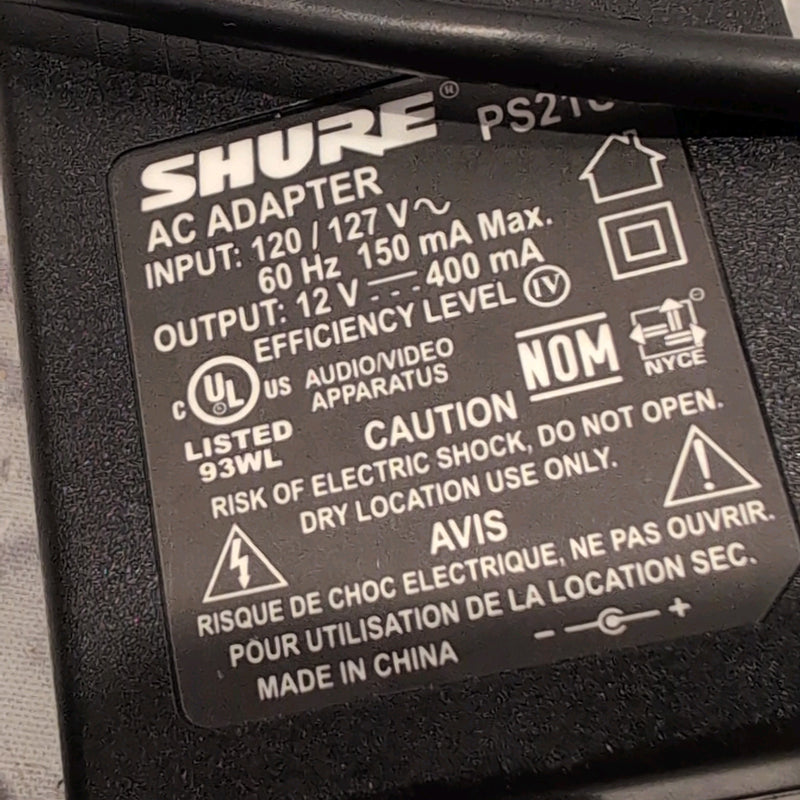 SHURE®
AC ADAPTER
INPUT: 120 / 127 V~
60 Hz 150 mA Max.
OUTPUT: 12 V ⎓ 400 mA
EFFICIENCY LEVEL IV
C UL US AUDIO/VIDEO
APPARATUS
LISTED
93WL
NOM
NYCE
CAUTION
RISK OF ELECTRIC SHOCK, DO NOT OPEN.
DRY LOCATION USE ONLY.
AVIS
RISQUE DE CHOC ELECTRIQUE, NE PAS OUVRIR.
POUR UTILISATION DE LA LOCATION SEC.
MADE IN CHINA
- +